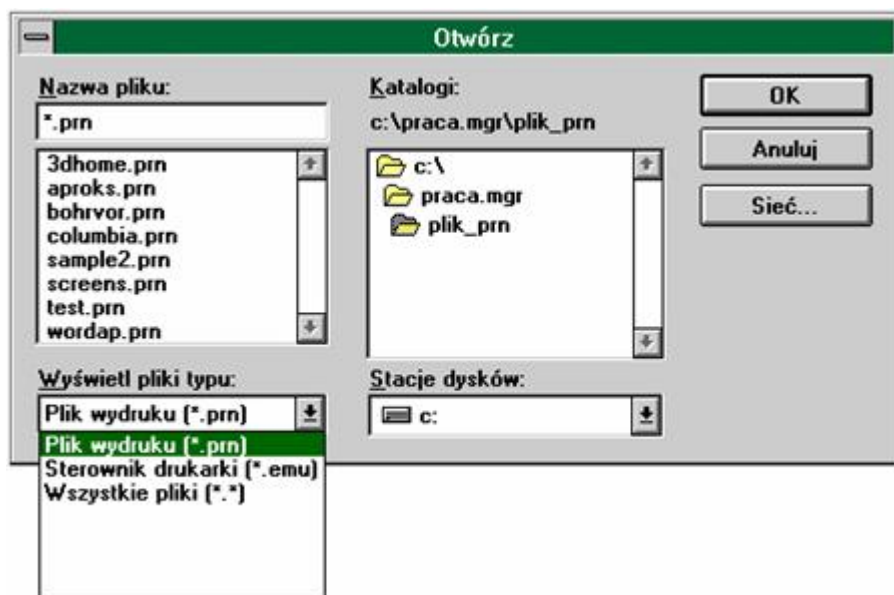 Otwórz
Nazwa pliku:
*.prn
3dhome.prn
aproks.prn
bohrvor.prn
columbia.prn
sample2.prn
screens.prn
test.prn
wordap.prn
Wyświetl pliki typu:
Plik wydruku (*.prn)
Plik wydruku (*.prn)
Sterownik drukarki (*.emu)
Wszystkie pliki (*.*)
Katalogi:
c:\praca.mgr\plik_prn
c:\
praca.mgr
plik_prn
Stacje dysków:
c:
OK
Anuluj
Sieć...